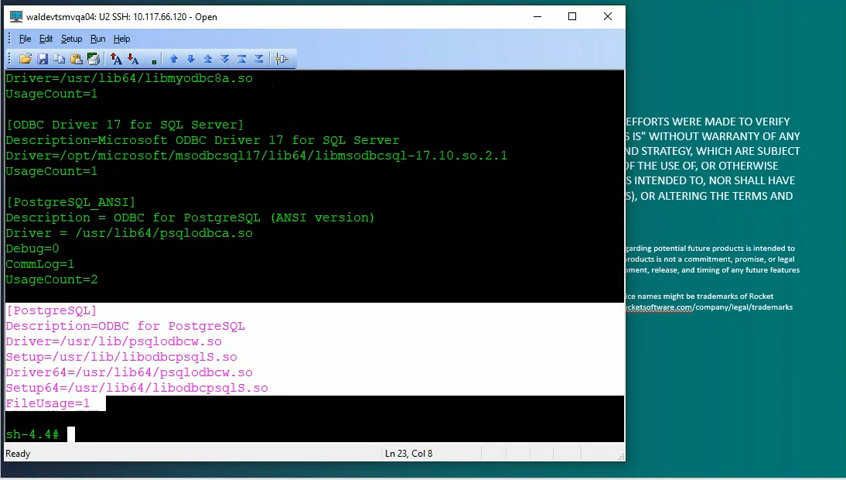 waldevtsmvqa04: U2 SSH: 10.117.66.120 - Open
File Edit Setup Run Help
Driver=/usr/lib64/libmyodbc8a.so
UsageCount=1
[ODBC Driver 17 for SQL Server]
Description=Microsoft ODBC Driver 17 for SQL Server
Driver=/opt/microsoft/msodbcsql17/lib64/libmsodbcsql-17.10.so.2.1
UsageCount=1
[PostgreSQL_ANSI]
Description = ODBC for PostgreSQL (ANSI version)
Driver = /usr/lib64/psqlodbca.so
Debug=0
CommLog=1
UsageCount=2
[PostgreSQL]
Description=ODBC for PostgreSQL
Driver=/usr/lib/psqlodbcw.so
Setup=/usr/lib/libodbcpsqlS.so
Driver64=/usr/lib64/psqlodbcw.so
Setup64=/usr/lib64/libodbcpsqlS.so
FileUsage=1
sh-4.4#
Ready Ln 23, Col 8
EFFORTS WERE MADE TO VERIFY
S IS" WITHOUT WARRANTY OF ANY
ND STRATEGY, WHICH ARE SUBJECT
OF THE USE OF, OR OTHERWISE
S INTENDED TO, NOR SHALL HAVE
S), OR ALTERING THE TERMS AND
garding potential future products is intended to
products is not a commitment, promise, or legal
oment, release, and timing of any future features
ice names might be trademarks of Rocket
cketsoftware.com/company/legal/trademarks